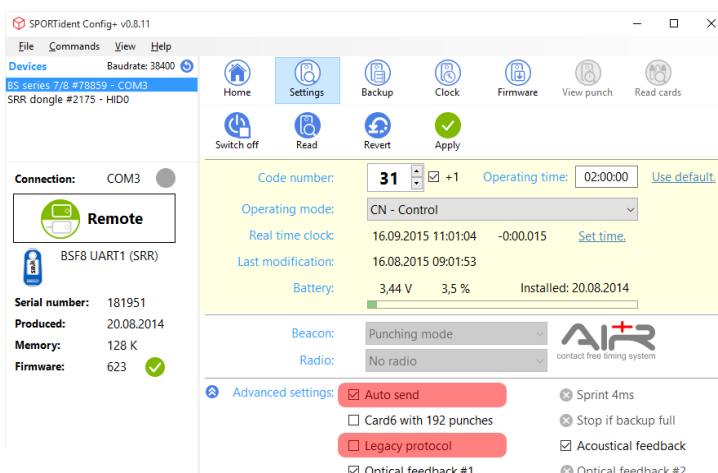 SPORTident Config+ v0.8.11
File Commands View Help
Devices Baudrate: 38400
BS series 7/8 #78859 - COM3
SRR dongle #2175 - HID0
Home Settings Backup Clock Firmware View punch Read cards
Switch off Read Revert Apply
Connection: COM3
Remote
BSF8 UART1 (SRR)
Serial number: 181951
Produced: 20.08.2014
Memory: 128 K
Firmware: 623
Code number: 31 +1 Operating time: 02:00:00 Use default.
Operating mode: CN - Control
Real time clock: 16.09.2015 11:01:04 -0:00.015 Set time.
Last modification: 16.08.2015 09:01:53
Battery: 3,44 V 3,5 % Installed: 20.08.2014
Beacon: Punching mode
Radio: No radio
AIR+
contact free timing system
Advanced settings: Auto send Sprint 4ms
Card6 with 192 punches Stop if backup full
Legacy protocol Acoustical feedback
Optical feedback #1 Optical feedback #2